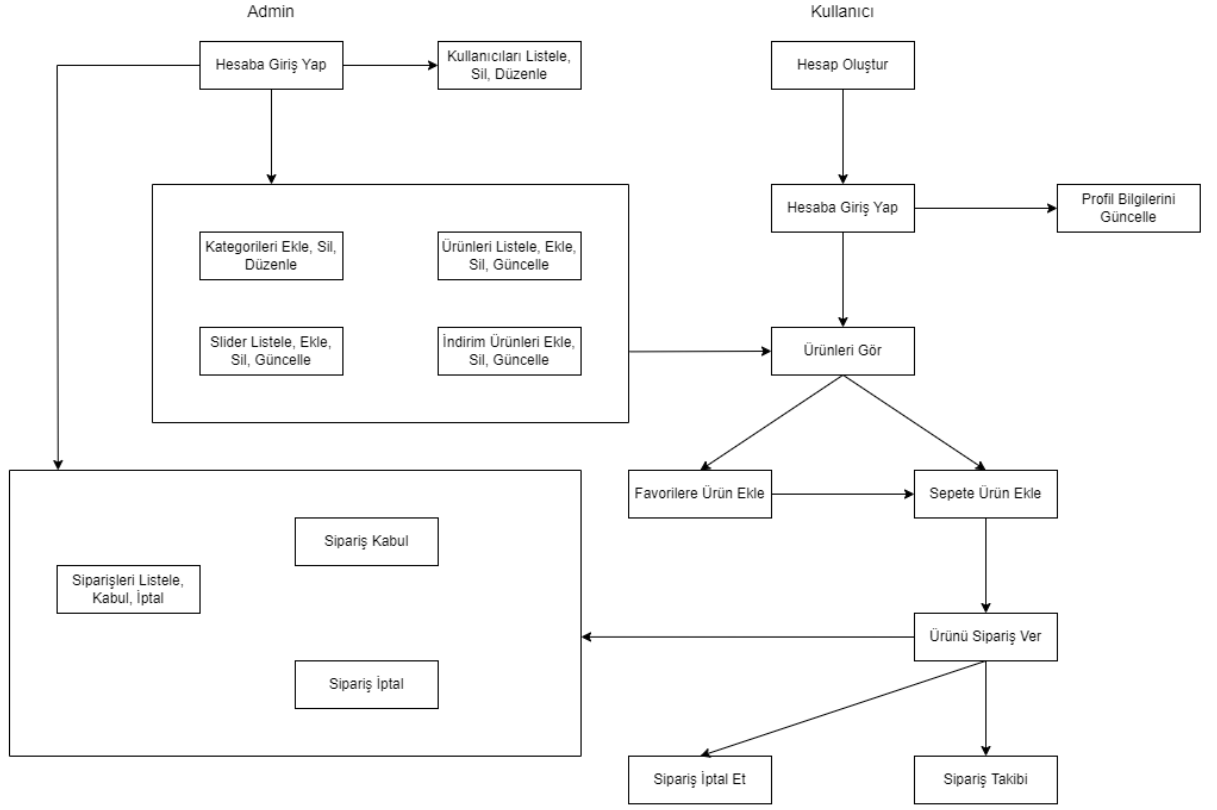 Admin
Kullanıcı
Hesaba Giriş Yap
Kullanıcıları Listele,
Sil, Düzenle
Hesap Oluştur
Hesaba Giriş Yap
Profil Bilgilerini
Güncelle
Kategorileri Ekle, Sil,
Düzenle
Ürünleri Listele, Ekle,
Sil, Güncelle
Slider Listele, Ekle,
Sil, Güncelle
İndirim Ürünleri Ekle,
Sil, Güncelle
Ürünleri Gör
Favorilere Ürün Ekle
Sepete Ürün Ekle
Sipariş Kabul
Siparişleri Listele,
Kabul, İptal
Ürünü Sipariş Ver
Sipariş İptal
Sipariş İptal Et
Sipariş Takibi